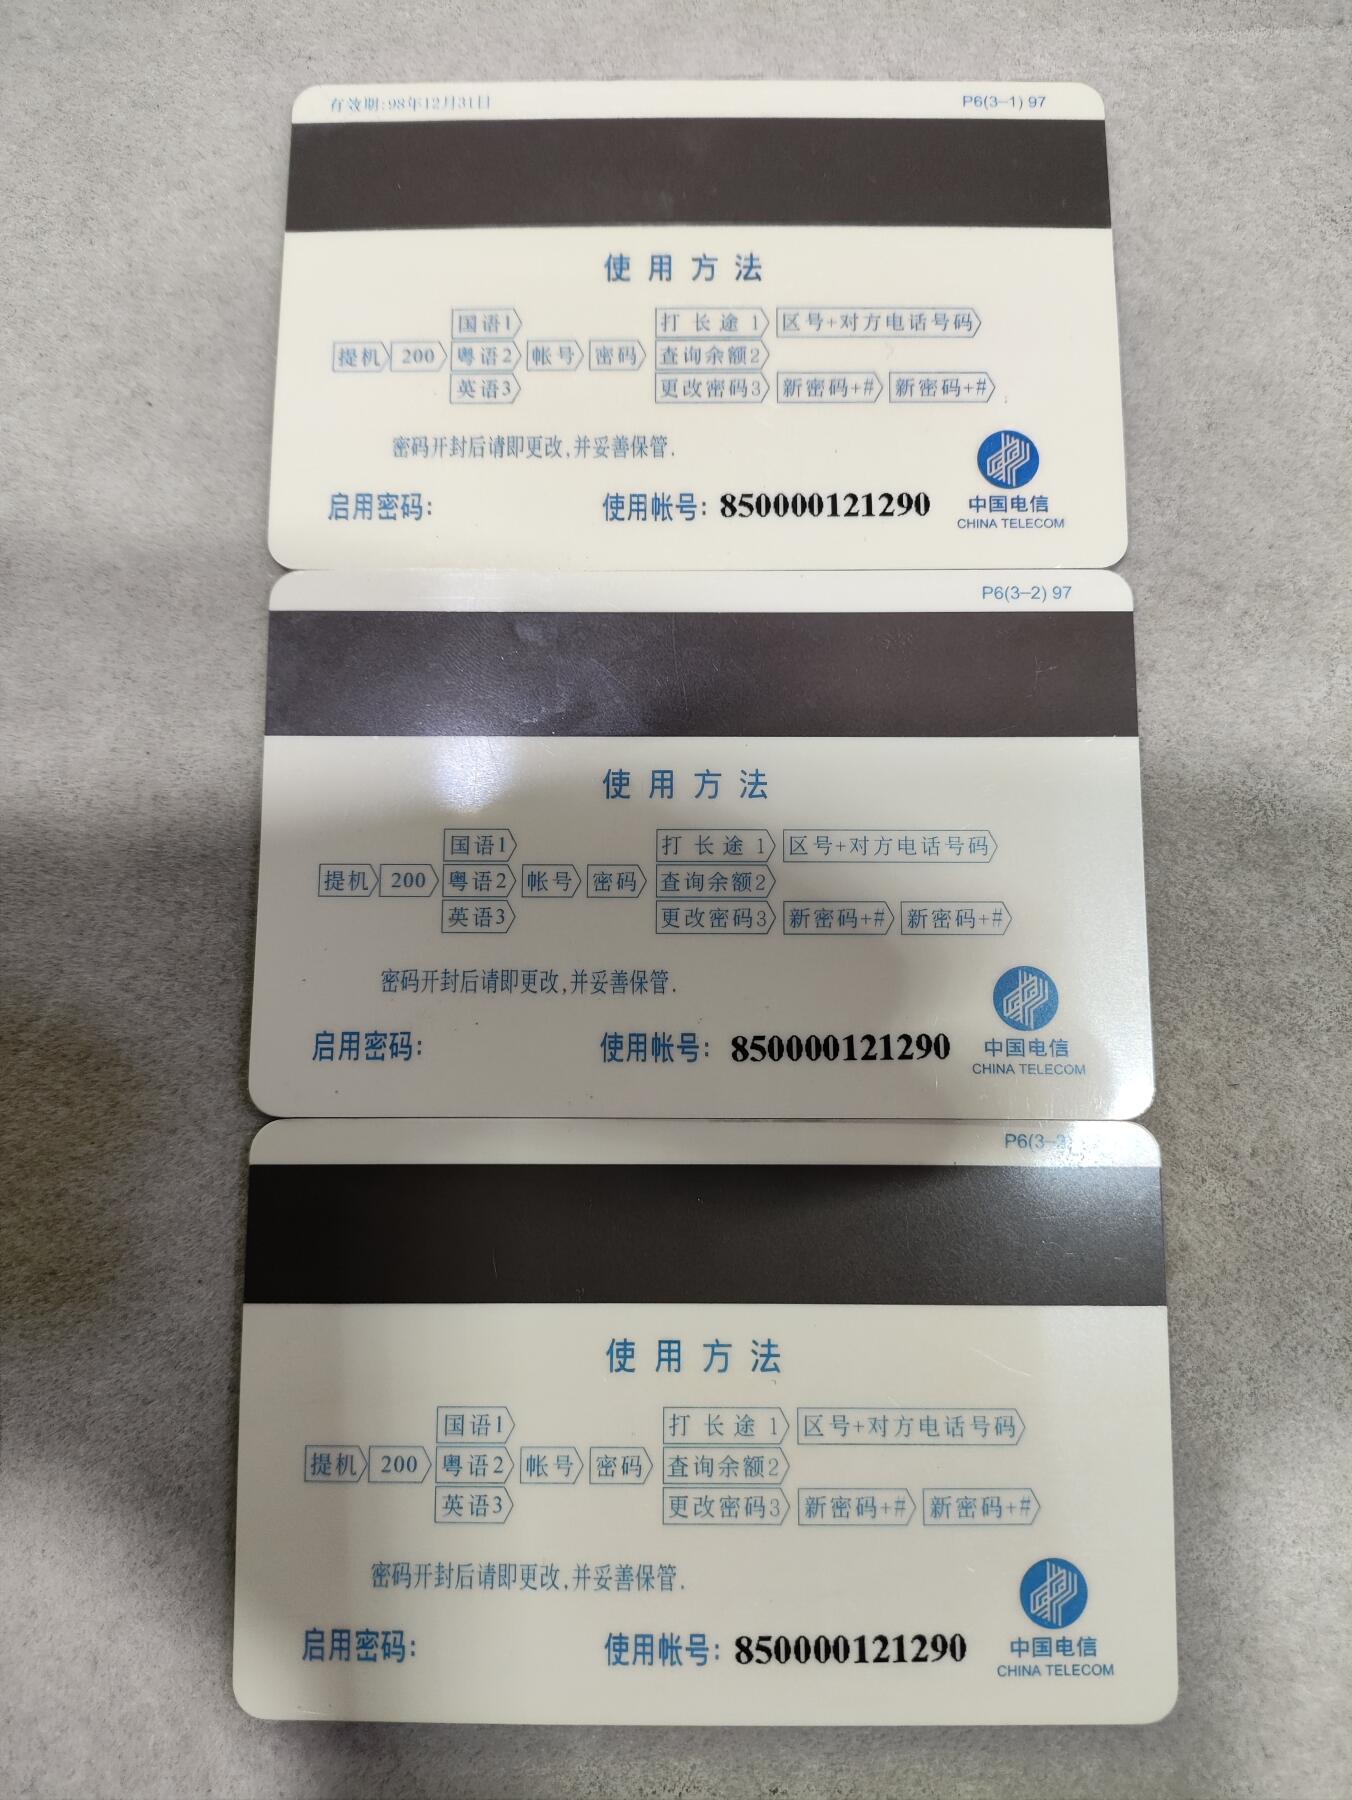 有效期:98年12月31日 P6(3-1) 97
使用方法
国语1 打长途1 区号+对方电话号码
提机 200 粤语2 帐号 密码 查询余额2
英语3 更改密码3 新密码+# 新密码+#
密码开封后请即更改,并妥善保管.
启用密码: 使用帐号: 850000121290 中国电信
CHINA TELECOM
P6(3-2) 97
使用方法
国语1 打长途1 区号+对方电话号码
提机 200 粤语2 帐号 密码 查询余额2
英语3 更改密码3 新密码+# 新密码+#
密码开封后请即更改,并妥善保管.
启用密码: 使用帐号: 850000121290 中国电信
CHINA TELECOM
P6(3-3)
使用方法
国语1 打长途1 区号+对方电话号码
提机 200 粤语2 帐号 密码 查询余额2
英语3 更改密码3 新密码+# 新密码+#
密码开封后请即更改,并妥善保管.
启用密码: 使用帐号: 850000121290 中国电信
CHINA TELECOM